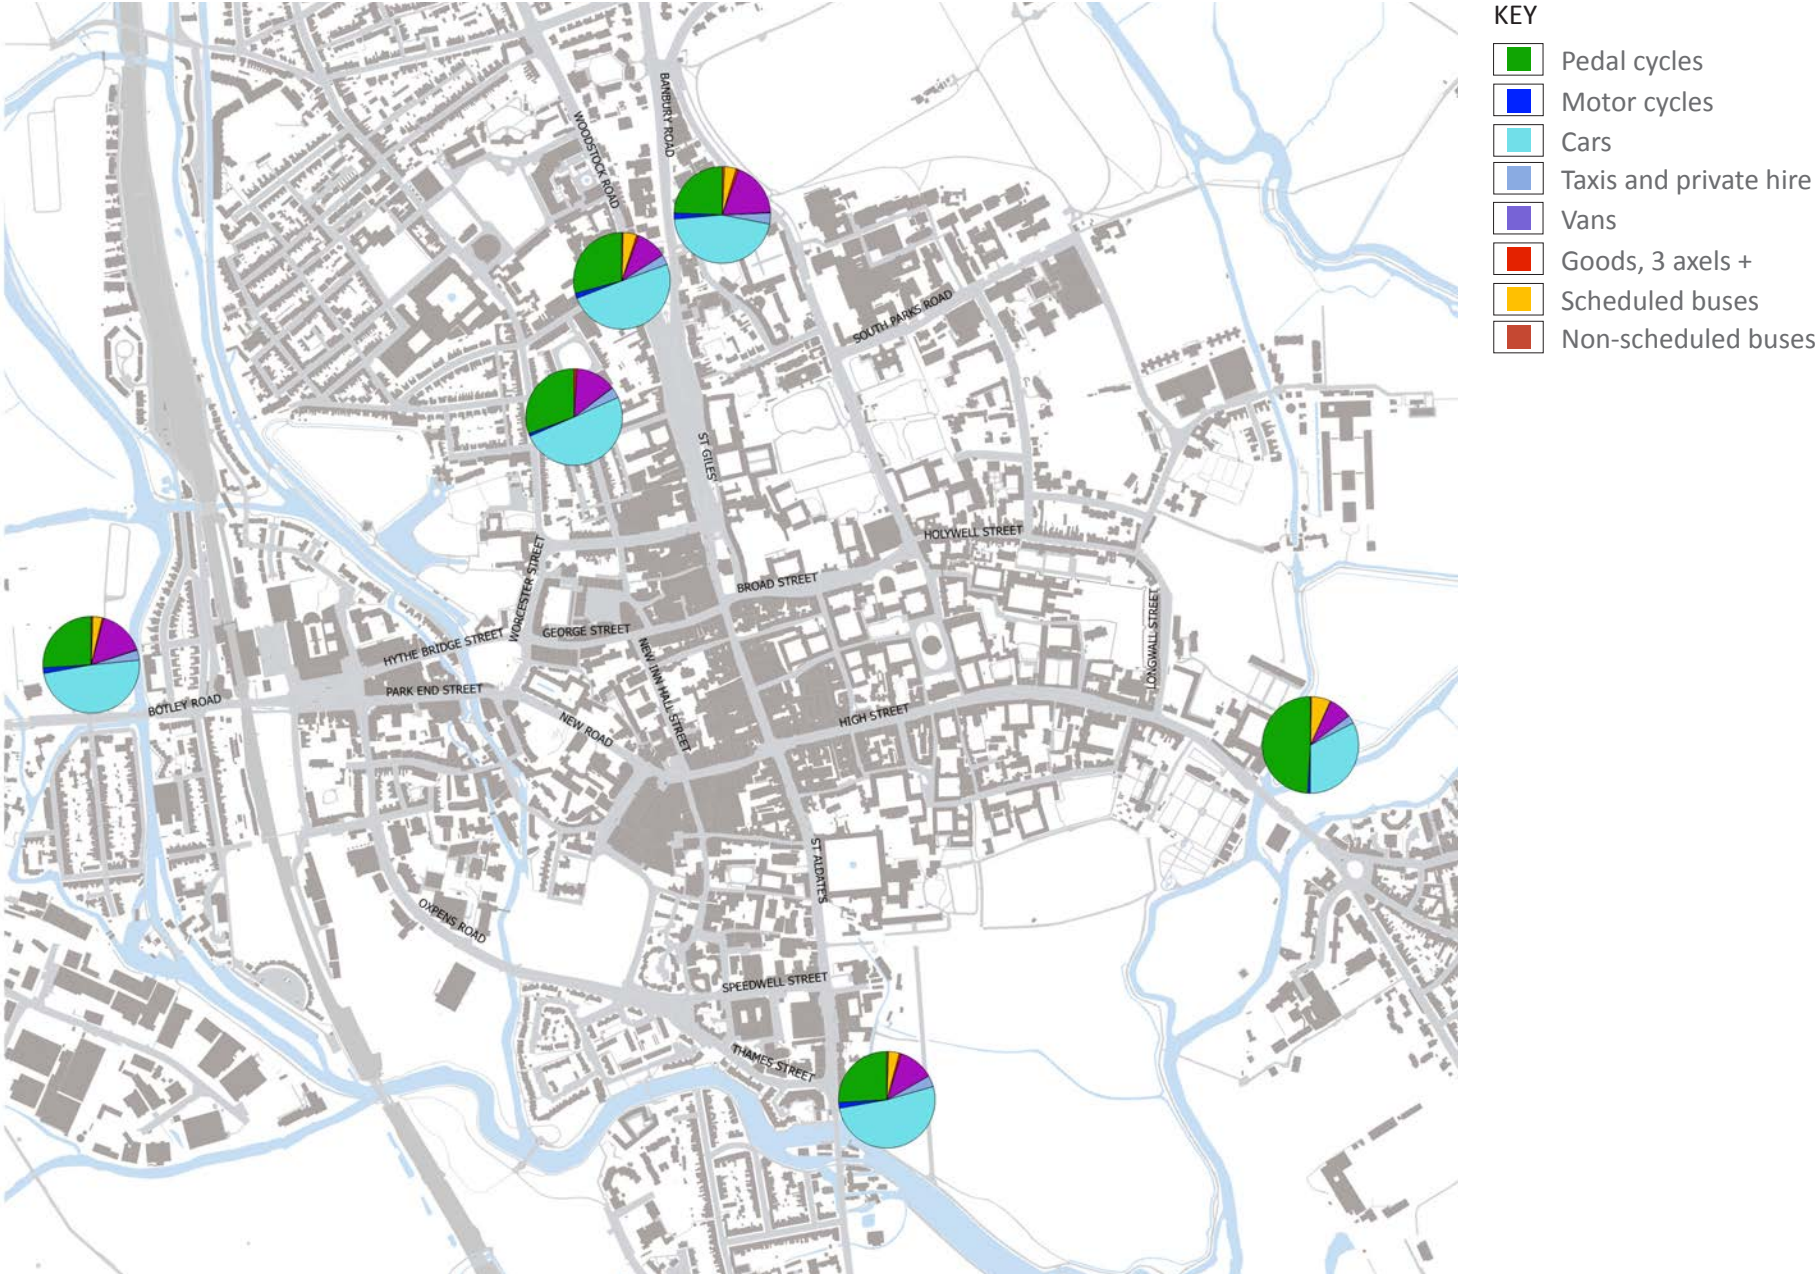 KEY
Pedal cycles
Motor cycles
Cars
Taxis and private hire
Vans
Goods, 3 axels +
Scheduled buses
Non-scheduled buses
BANBURY ROAD
WOODSTOCK ROAD
SOUTH PARKS ROAD
ST GILES'
HOLYWELL STREET
WORCESTER STREET
BROAD STREET
LONGWALL STREET
GEORGE STREET
HYTHE BRIDGE STREET
NEW INN HALL STREET
PARK END STREET
BOTLEY ROAD
HIGH STREET
NEW ROAD
ST ALDATE'S
OXPENS ROAD
SPEEDWELL STREET
THAMES STREET